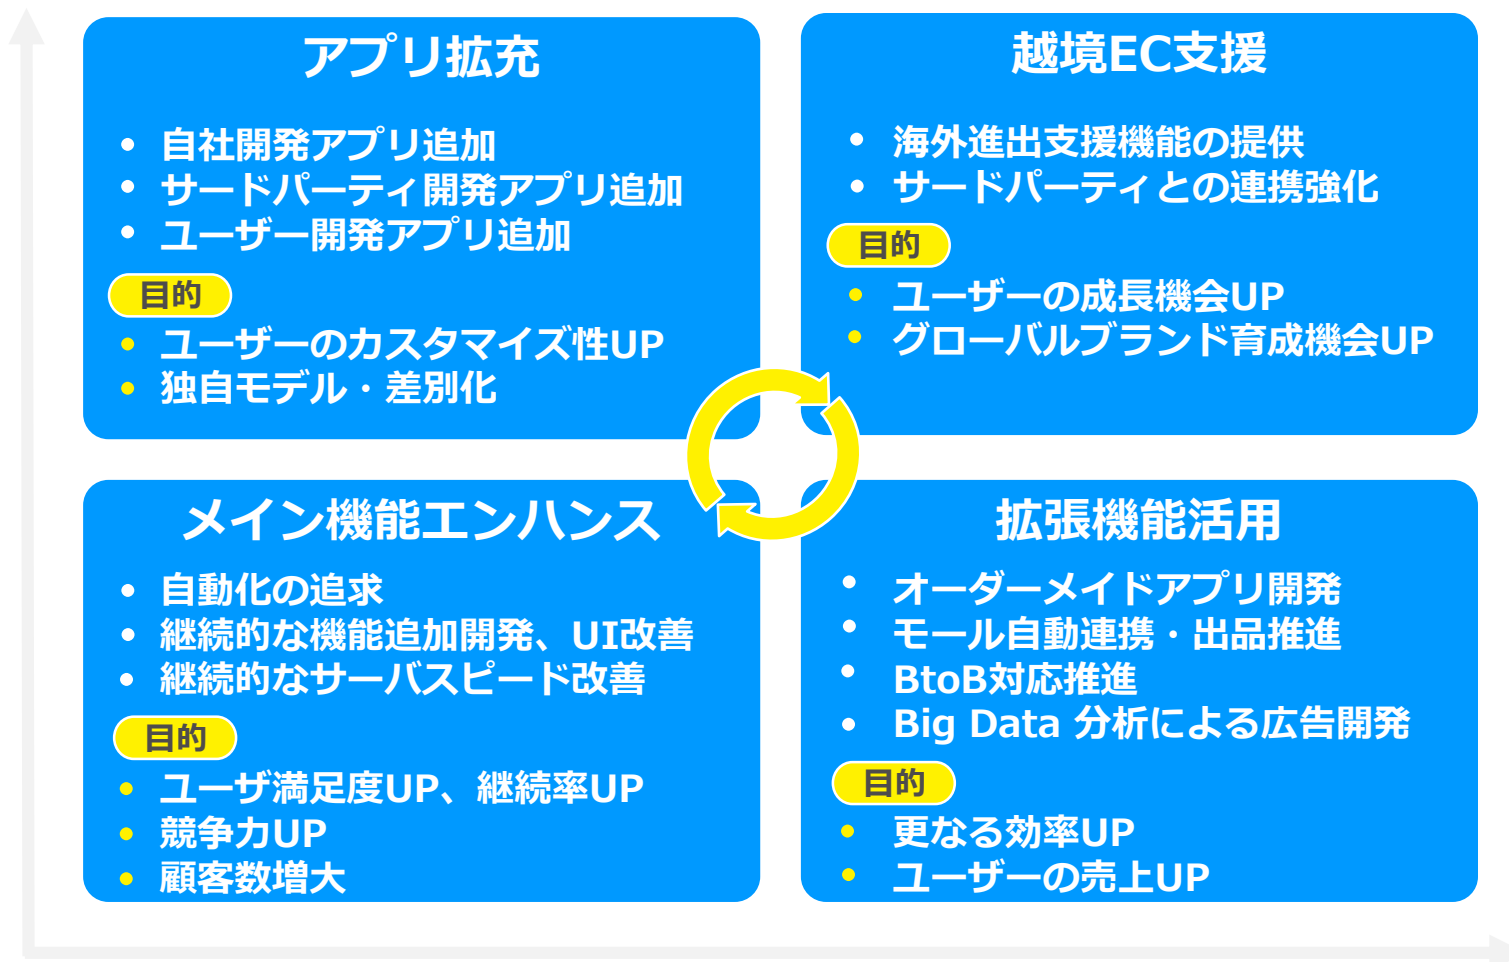 アプリ拡充
• 自社開発アプリ追加
• サードパーティ開発アプリ追加
• ユーザー開発アプリ追加
目的
• ユーザーのカスタマイズ性UP
• 独自モデル・差別化
越境EC支援
• 海外進出支援機能の提供
• サードパーティとの連携強化
目的
• ユーザーの成長機会UP
• グローバルブランド育成機会UP
メイン機能エンハンス
• 自動化の追求
• 継続的な機能追加開発、UI改善
• 継続的なサーバスピード改善
目的
• ユーザ満足度UP、継続率UP
• 競争力UP
• 顧客数増大
拡張機能活用
• オーダーメイドアプリ開発
• モール自動連携・出品推進
• BtoB対応推進
• Big Data 分析による広告開発
目的
• 更なる効率UP
• ユーザーの売上UP